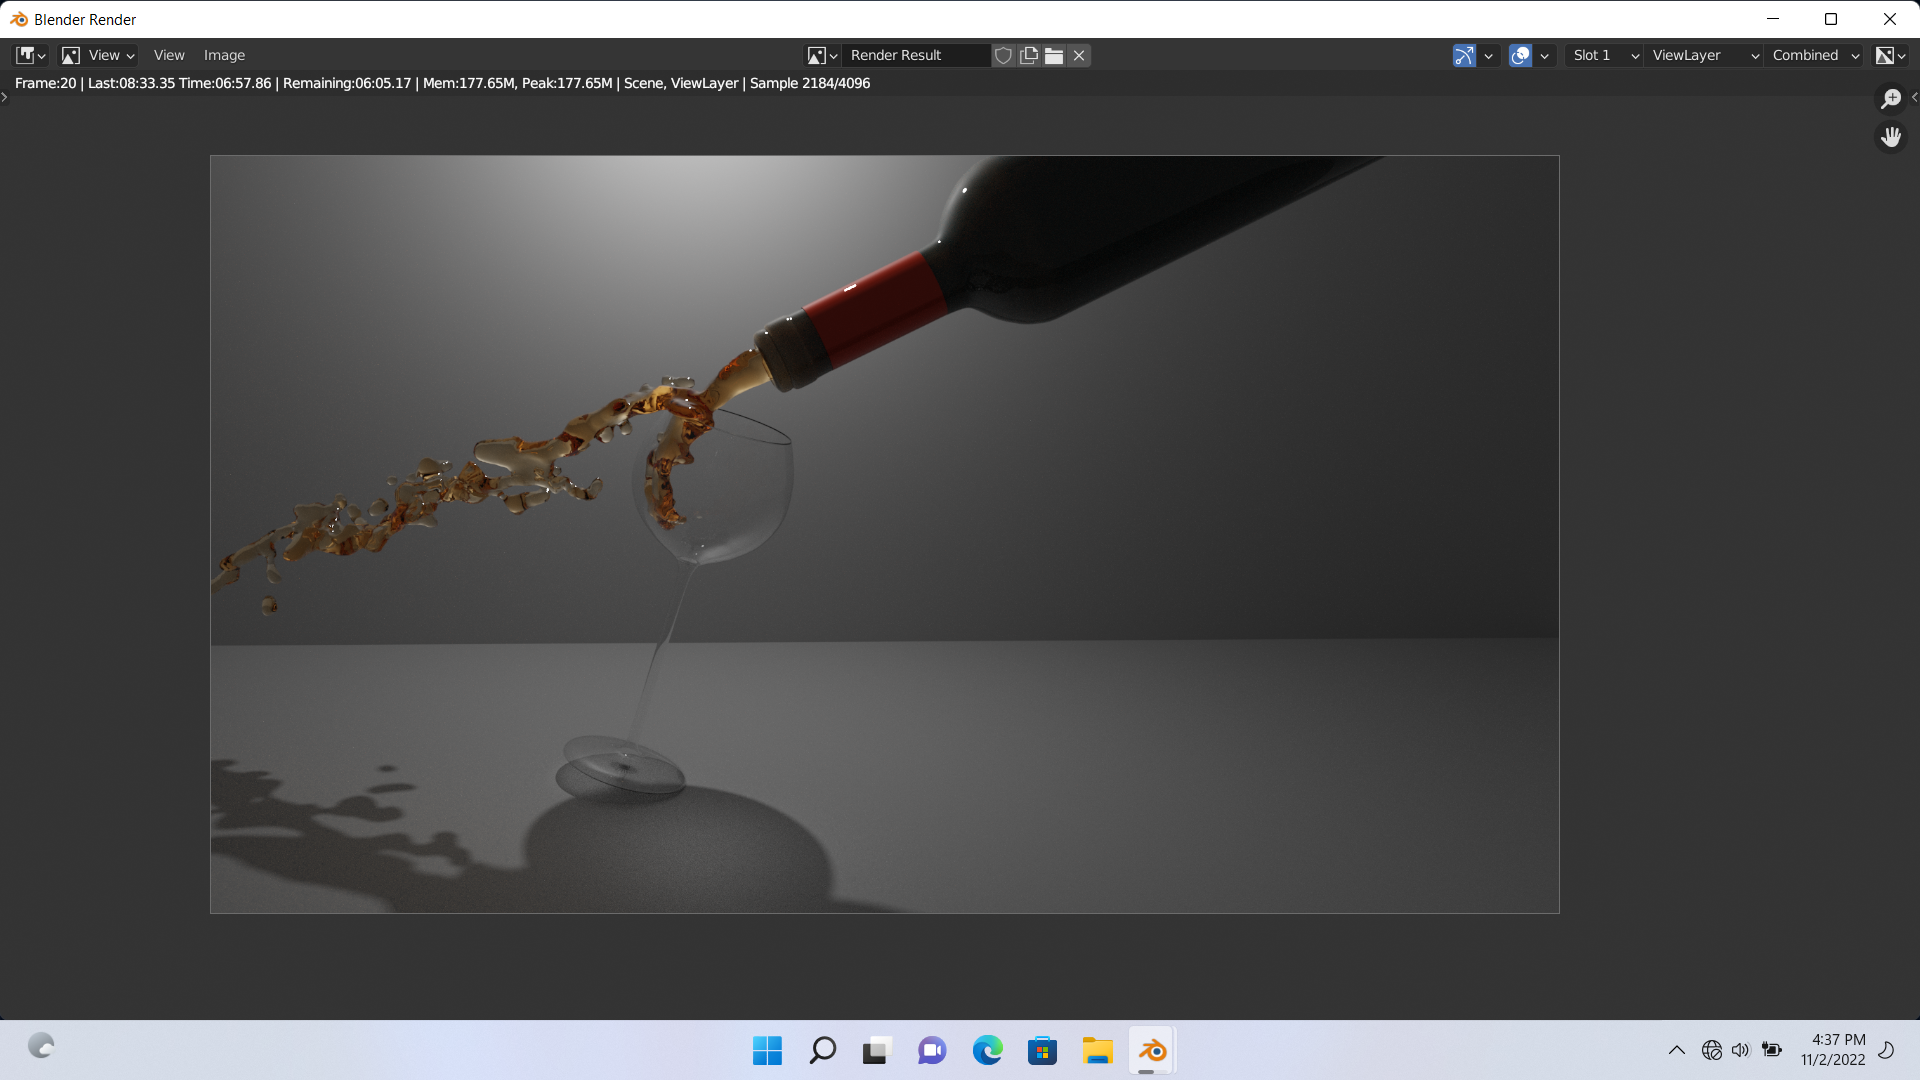 Blender Render
View View Image Render Result Slot 1 ViewLayer Combined
Frame:20 | Last:08:33.35 Time:06:57.86 | Remaining:06:05.17 | Mem:177.65M, Peak:177.65M | Scene, ViewLayer | Sample 2184/4096
4:37 PM
11/2/2022